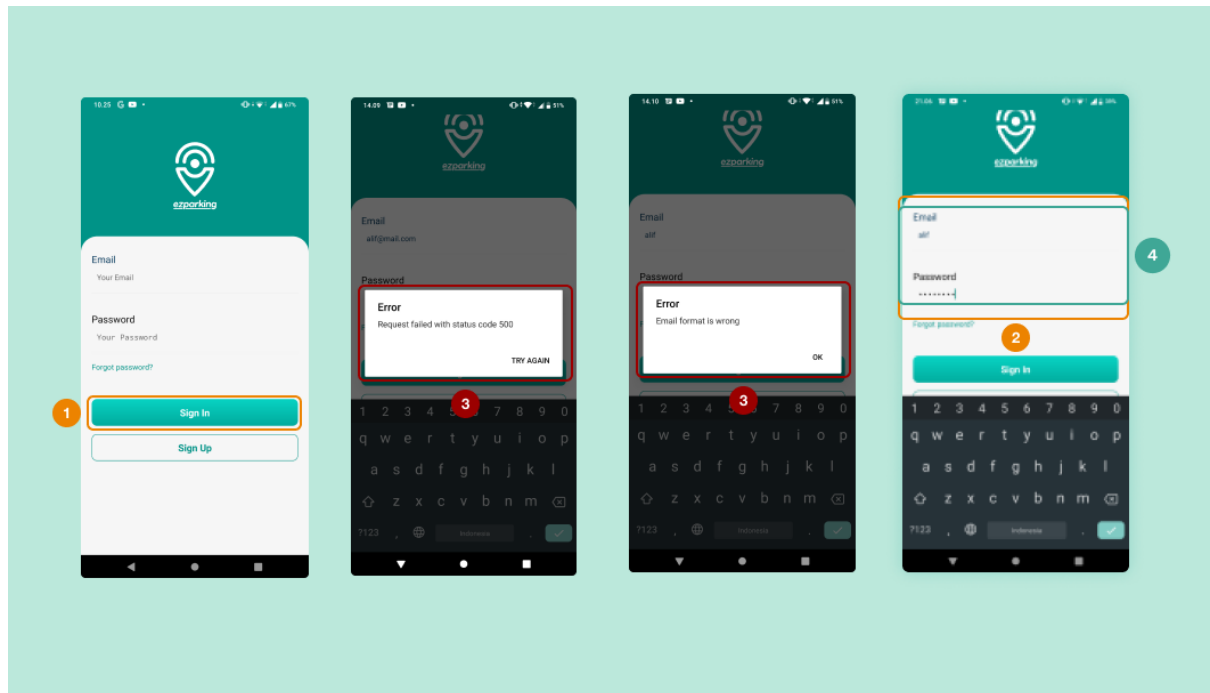 10.25 G
67%
ezparking
Email
Your Email
Password
Your Password
Forgot password?
1
Sign In
Sign Up
14.09
51%
ezparking
Email
alif@mail.com
Password
Error
Request failed with status code 500
TRY AGAIN
3
1 2 3 4 5 7 8 9 0
q w e r t y u i o p
a s d f g h j k l
z x c v b n m
?123 , Indonesia .
14.10
51%
ezparking
Email
alif
Password
Error
Email format is wrong
OK
3
1 2 3 4 7 8 9 0
q w e r t y u i o p
a s d f g h j k l
z x c v b n m
?123 , Indonesia .
21.06
ezparking
Email
alif
4
Password
········
Forgot password?
2
Sign In
1 2 3 4 5 6 7 8 9 0
q w e r t y u i o p
a s d f g h j k l
z x c v b n m
?123 , Indonesia .